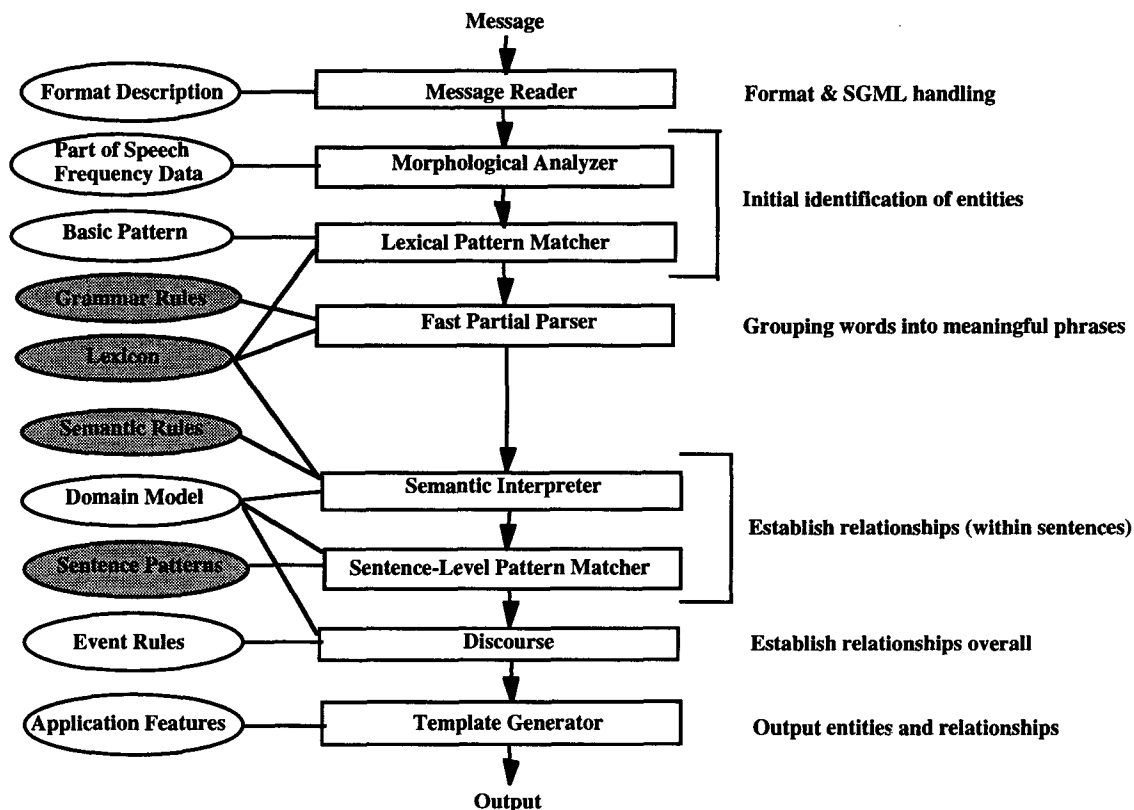 Message
Format Description
Message Reader
Format & SGML handling
Part of Speech
Frequency Data
Morphological Analyzer
Initial identification of entities
Basic Pattern
Lexical Pattern Matcher
Grammar Rules
Fast Partial Parser
Grouping words into meaningful phrases
Lexicon
Semantic Rules
Semantic Interpreter
Domain Model
Establish relationships (within sentences)
Sentence Patterns
Sentence-Level Pattern Matcher
Event Rules
Discourse
Establish relationships overall
Application Features
Template Generator
Output entities and relationships
Output